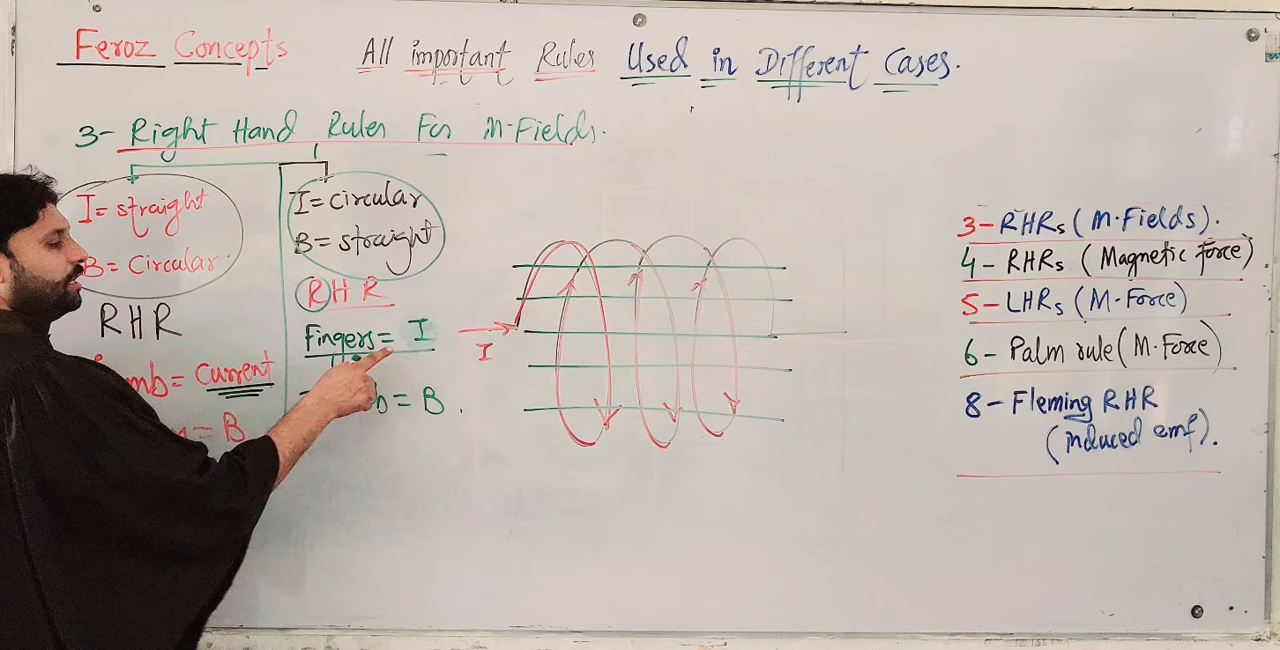 Feroz Concepts
All important Rules Used in Different Cases.
3- Right Hand Rules For M-Fields.
I= straight
B= Circular.
RHR
mb= Current
= B
I= circular
B= straight
RHR
Fingers= I
b= B.
I
3-RHRs (M.Fields).
4- RHRs (Magnetic force)
5- LHRs (M-Force)
6- Palm rule (M.Force)
8- Fleming RHR
(induced emf).